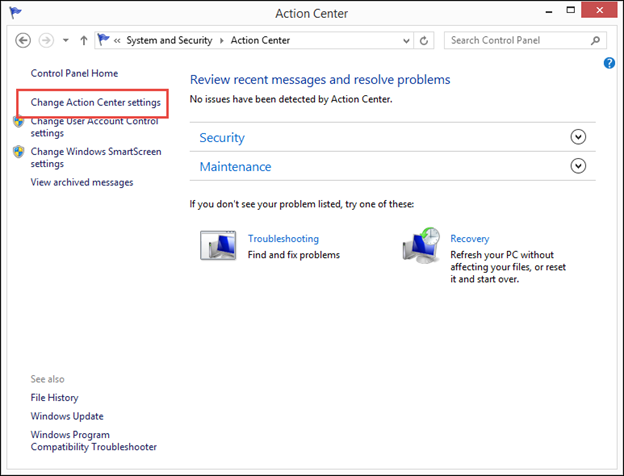 Action Center
System and Security
Action Center
Search Control Panel
Control Panel Home
Change Action Center settings
Change User Account Control
settings
Change Windows SmartScreen
settings
View archived messages
Review recent messages and resolve problems
No issues have been detected by Action Center.
Security
Maintenance
If you don't see your problem listed, try one of these:
Troubleshooting
Find and fix problems
Recovery
Refresh your PC without
affecting your files, or reset
it and start over.
See also
File History
Windows Update
Windows Program
Compatibility Troubleshooter